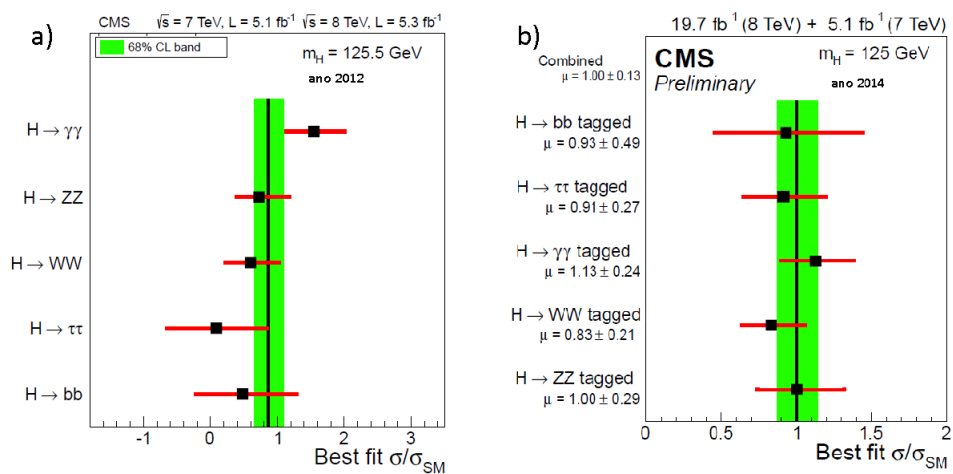 a)
CMS √s = 7 TeV, L = 5.1 fb⁻¹ √s = 8 TeV, L = 5.3 fb⁻¹
68% CL band
m_H = 125.5 GeV
ano 2012
H → γγ
H → ZZ
H → WW
H → ττ
H → bb
-1 0 1 2 3
Best fit σ/σ_SM
b)
19.7 fb⁻¹ (8 TeV) + 5.1 fb⁻¹ (7 TeV)
Combined
μ = 1.00 ± 0.13
CMS
Preliminary
m_H = 125 GeV
ano 2014
H → bb tagged
μ = 0.93 ± 0.49
H → ττ tagged
μ = 0.91 ± 0.27
H → γγ tagged
μ = 1.13 ± 0.24
H → WW tagged
μ = 0.83 ± 0.21
H → ZZ tagged
μ = 1.00 ± 0.29
0 0.5 1 1.5 2
Best fit σ/σ_SM